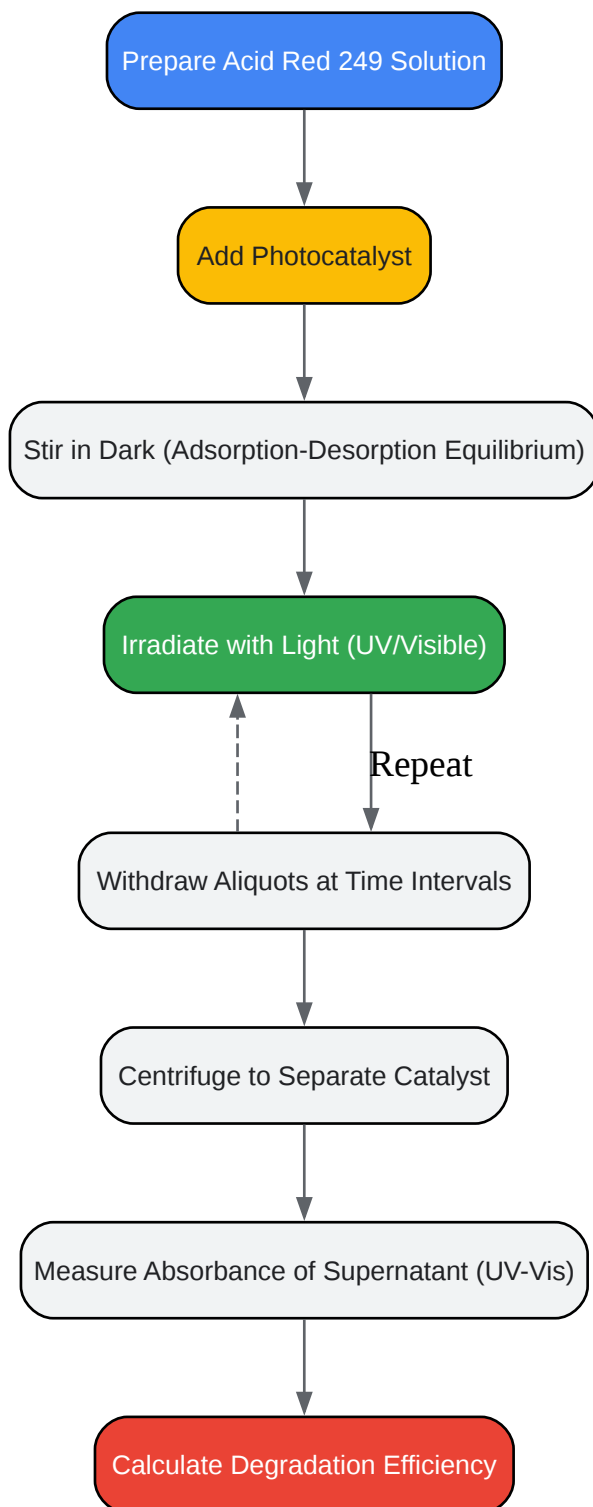 Prepare Acid Red 249 Solution
Add Photocatalyst
Stir in Dark (Adsorption-Desorption Equilibrium)
Irradiate with Light (UV/Visible)
Repeat
Withdraw Aliquots at Time Intervals
Centrifuge to Separate Catalyst
Measure Absorbance of Supernatant (UV-Vis)
Calculate Degradation Efficiency